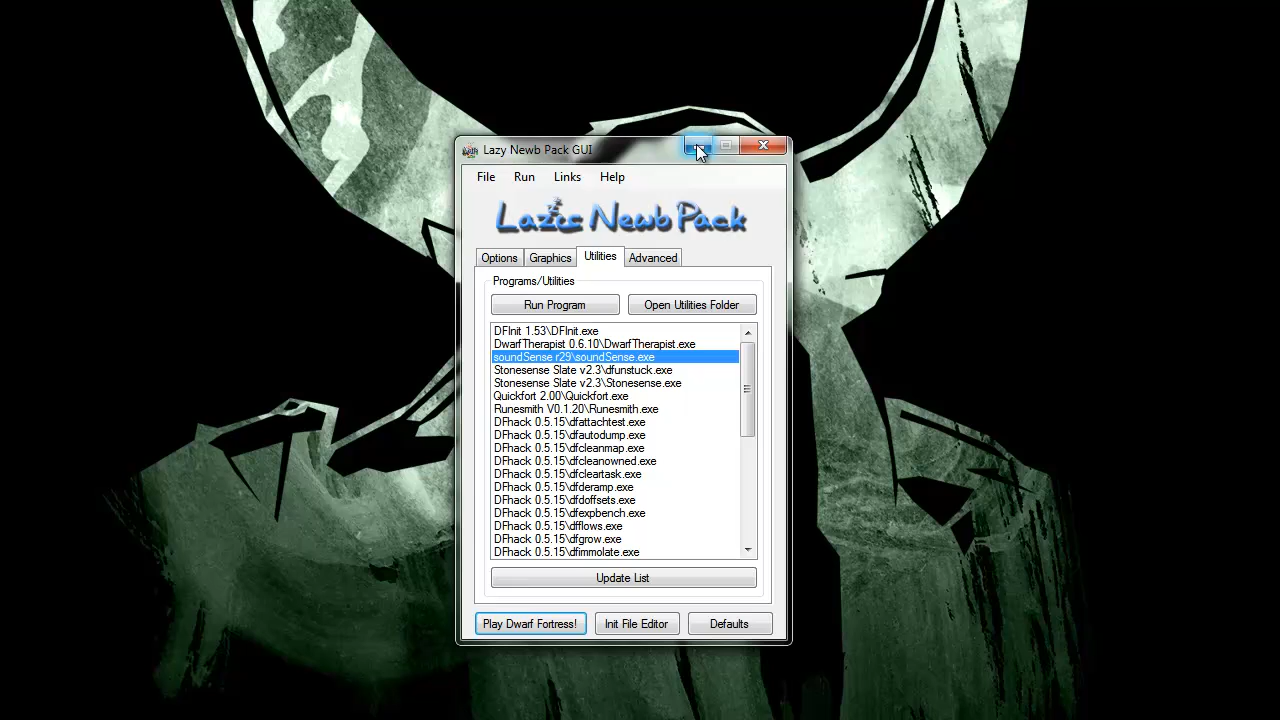 Lazy Newb Pack GUI
File Run Links Help
Lazy Newb Pack
Options Graphics Utilities Advanced
Programs/Utilities
Run Program Open Utilities Folder
DFInit 1.53\DFInit.exe
DwarfTherapist 0.6.10\DwarfTherapist.exe
soundSense r29\soundSense.exe
Stonesense Slate v2.3\dfunstuck.exe
Stonesense Slate v2.3\Stonesense.exe
Quickfort 2.00\Quickfort.exe
Runesmith V0.1.20\Runesmith.exe
DFhack 0.5.15\dfattachtest.exe
DFhack 0.5.15\dfautodump.exe
DFhack 0.5.15\dfcleanmap.exe
DFhack 0.5.15\dfcleanowned.exe
DFhack 0.5.15\dfcleartask.exe
DFhack 0.5.15\dfderamp.exe
DFhack 0.5.15\dfdoffsets.exe
DFhack 0.5.15\dfexpbench.exe
DFhack 0.5.15\dfflows.exe
DFhack 0.5.15\dfgrow.exe
DFhack 0.5.15\dfimmolate.exe
Update List
Play Dwarf Fortress! Init File Editor Defaults